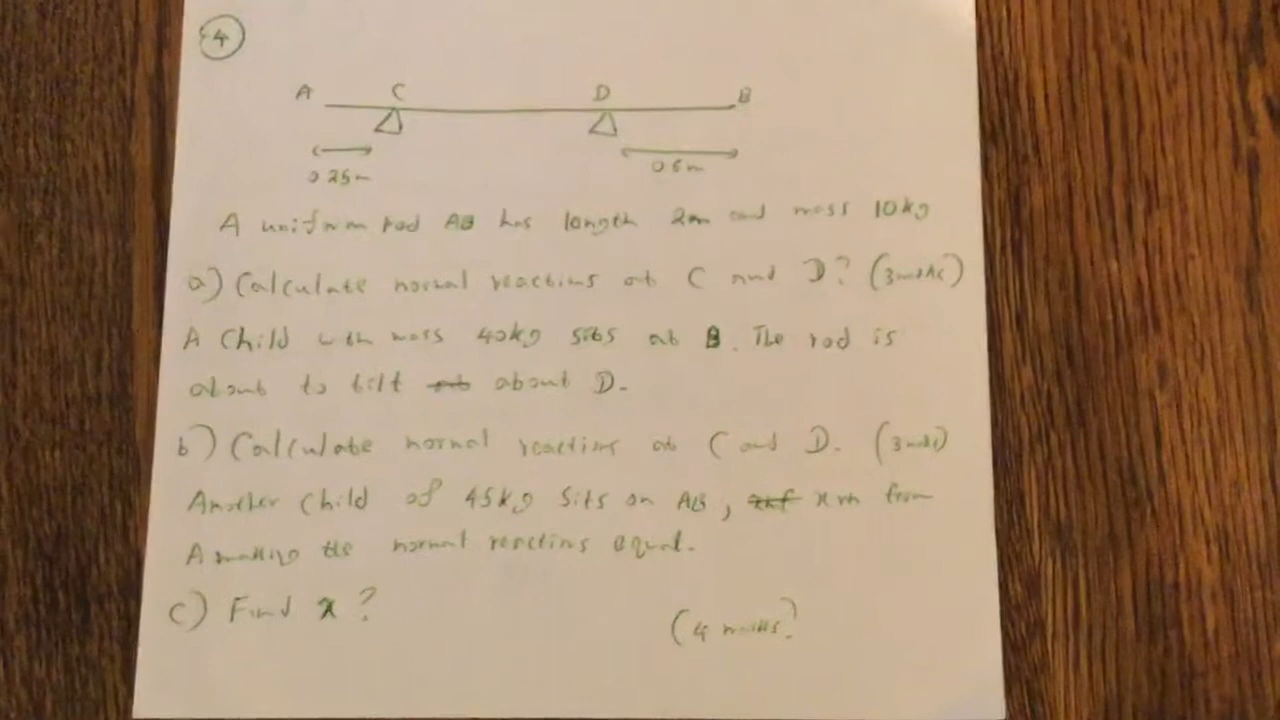 4
A C D B
0.25m 0.5m
A uniform rod AB has length 2m and mass 10kg
a) Calculate normal reactions at C and D? (3 marks)
A Child with mass 40kg sits at B. The rod is
about to tilt about D.
b) Calculate normal reactions at C and D. (3 marks)
Another Child of 45kg sits on AB, xm from
A making the normal reactions equal.
c) Find x?
(4 marks)